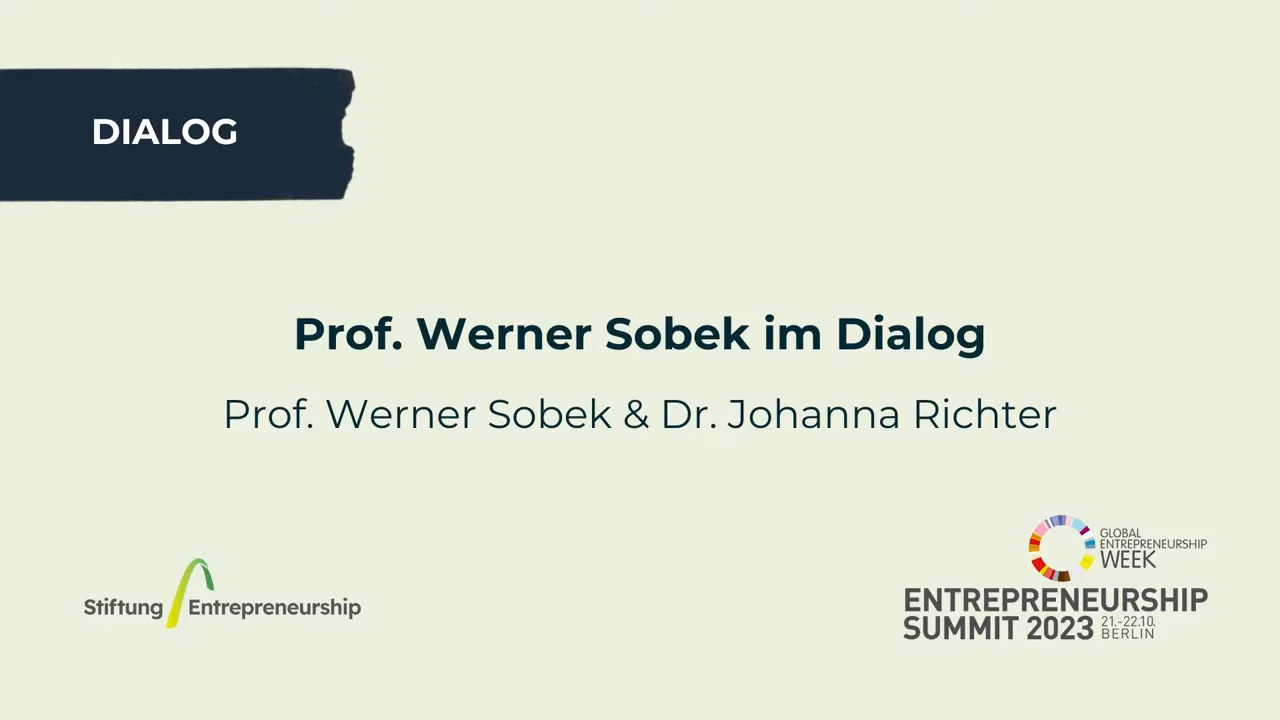 DIALOG
Prof. Werner Sobek im Dialog
Prof. Werner Sobek & Dr. Johanna Richter
Stiftung Entrepreneurship
GLOBAL
ENTREPRENEURSHIP
WEEK
ENTREPRENEURSHIP
SUMMIT 2023 21.-22.10.
BERLIN